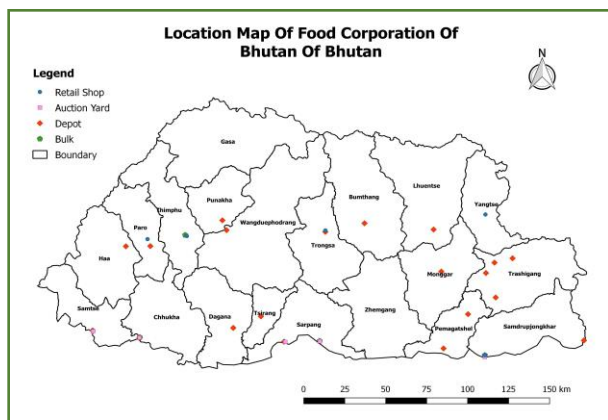 Location Map Of Food Corporation Of
Bhutan Of Bhutan
N
Legend
Retail Shop
Auction Yard
Depot
Bulk
Boundary
Gasa
Lhuentse
Thimphu
Punakha
Bumthang
Yangtse
Paro
Wangduephodrang
Trongsa
Haa
Monggar
Trashigang
Samtse
Chhukha
Dagana
Tsirang
Sarpang
Zhemgang
Pemagatshel
Samdrupjongkhar
0 25 50 75 100 125 150 km